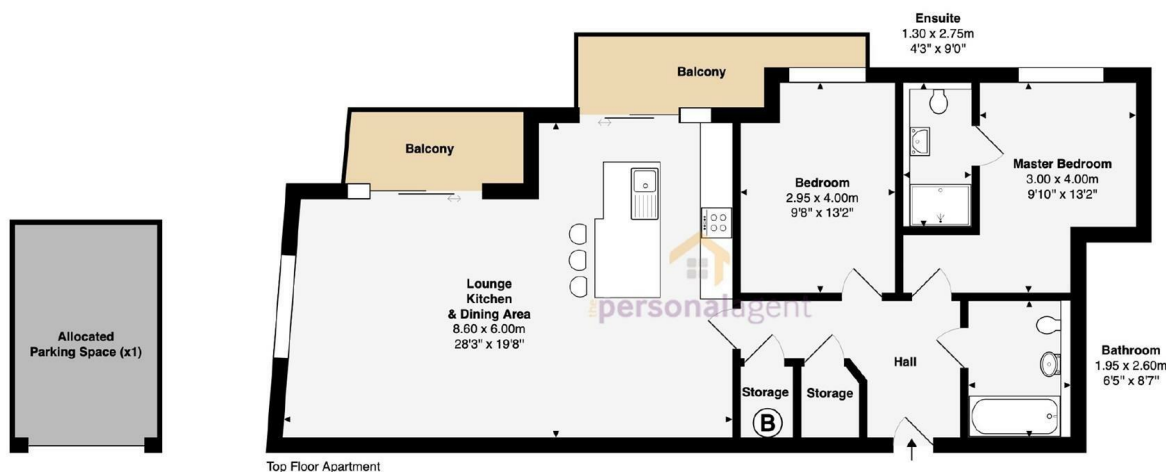 Ensuite
1.30 x 2.75m
4'3" x 9'0"
Balcony
Balcony
Bedroom
2.95 x 4.00m
9'8" x 13'2"
Master Bedroom
3.00 x 4.00m
9'10" x 13'2"
Lounge
Kitchen
& Dining Area
8.60 x 6.00m
28'3" x 19'8"
the personal agent
Allocated
Parking Space (x1)
Hall
Bathroom
1.95 x 2.60m
6'5" x 8'7"
Storage
Storage
B
Top Floor Apartment